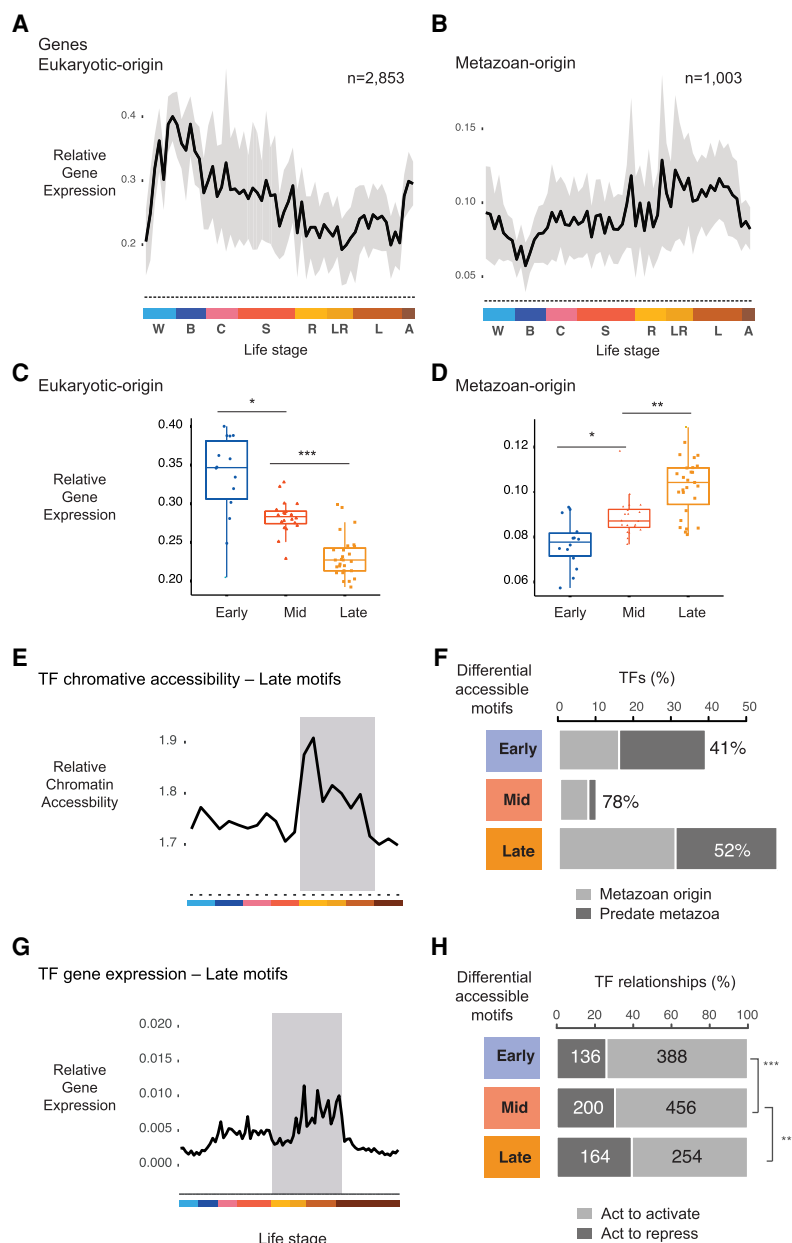 A
Genes
Eukaryotic-origin
n=2,853
0.4
0.3
0.2
Relative
Gene
Expression
W B C S R LR L A
Life stage
B
Metazoan-origin
n=1,003
0.15
0.10
0.05
W B C S R LR L A
Life stage
C
Eukaryotic-origin
Relative
Gene
Expression
0.40
0.35
0.30
0.25
0.20
*
***
Early Mid Late
D
Metazoan-origin
0.12
0.10
0.08
0.06
*
**
Early Mid Late
E
TF chromative accessibility – Late motifs
Relative
Chromatin
Accessbility
1.9
1.8
1.7
F
Differential
accessible
motifs
TFs (%)
0 10 20 30 40 50
Early 41%
Mid 78%
Late 52%
Metazoan origin
Predate metazoa
G
TF gene expression – Late motifs
Relative
Gene
Expression
0.020
0.015
0.010
0.005
0.000
Life stage
H
Differential
accessible
motifs
TF relationships (%)
0 20 40 60 80 100
Early 136 388
Mid 200 456
Late 164 254
***
**
Act to activate
Act to repress